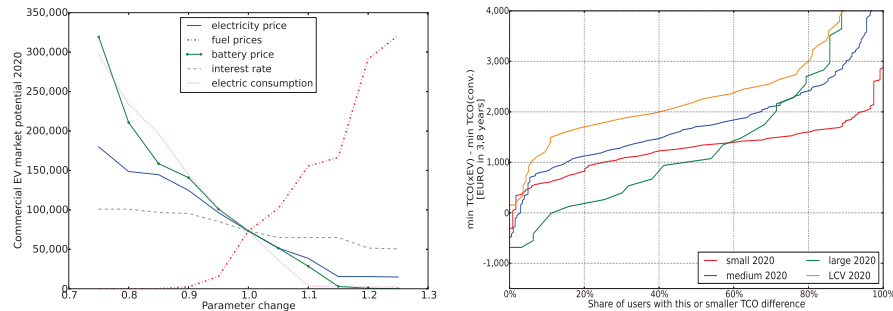 350,000
300,000
250,000
200,000
150,000
100,000
50,000
0
0.7 0.8 0.9 1.0 1.1 1.2 1.3
Parameter change
Commercial EV market potential 2020
electricity price
fuel prices
battery price
interest rate
electric consumption
4,000
3,000
2,000
1,000
0
-1,000
0% 20% 40% 60% 80% 100%
Share of users with this or smaller TCO difference
min TCO(xEV) - min TCO(conv.)
[EURO in 3.8 years]
small 2020 large 2020
medium 2020 LCV 2020